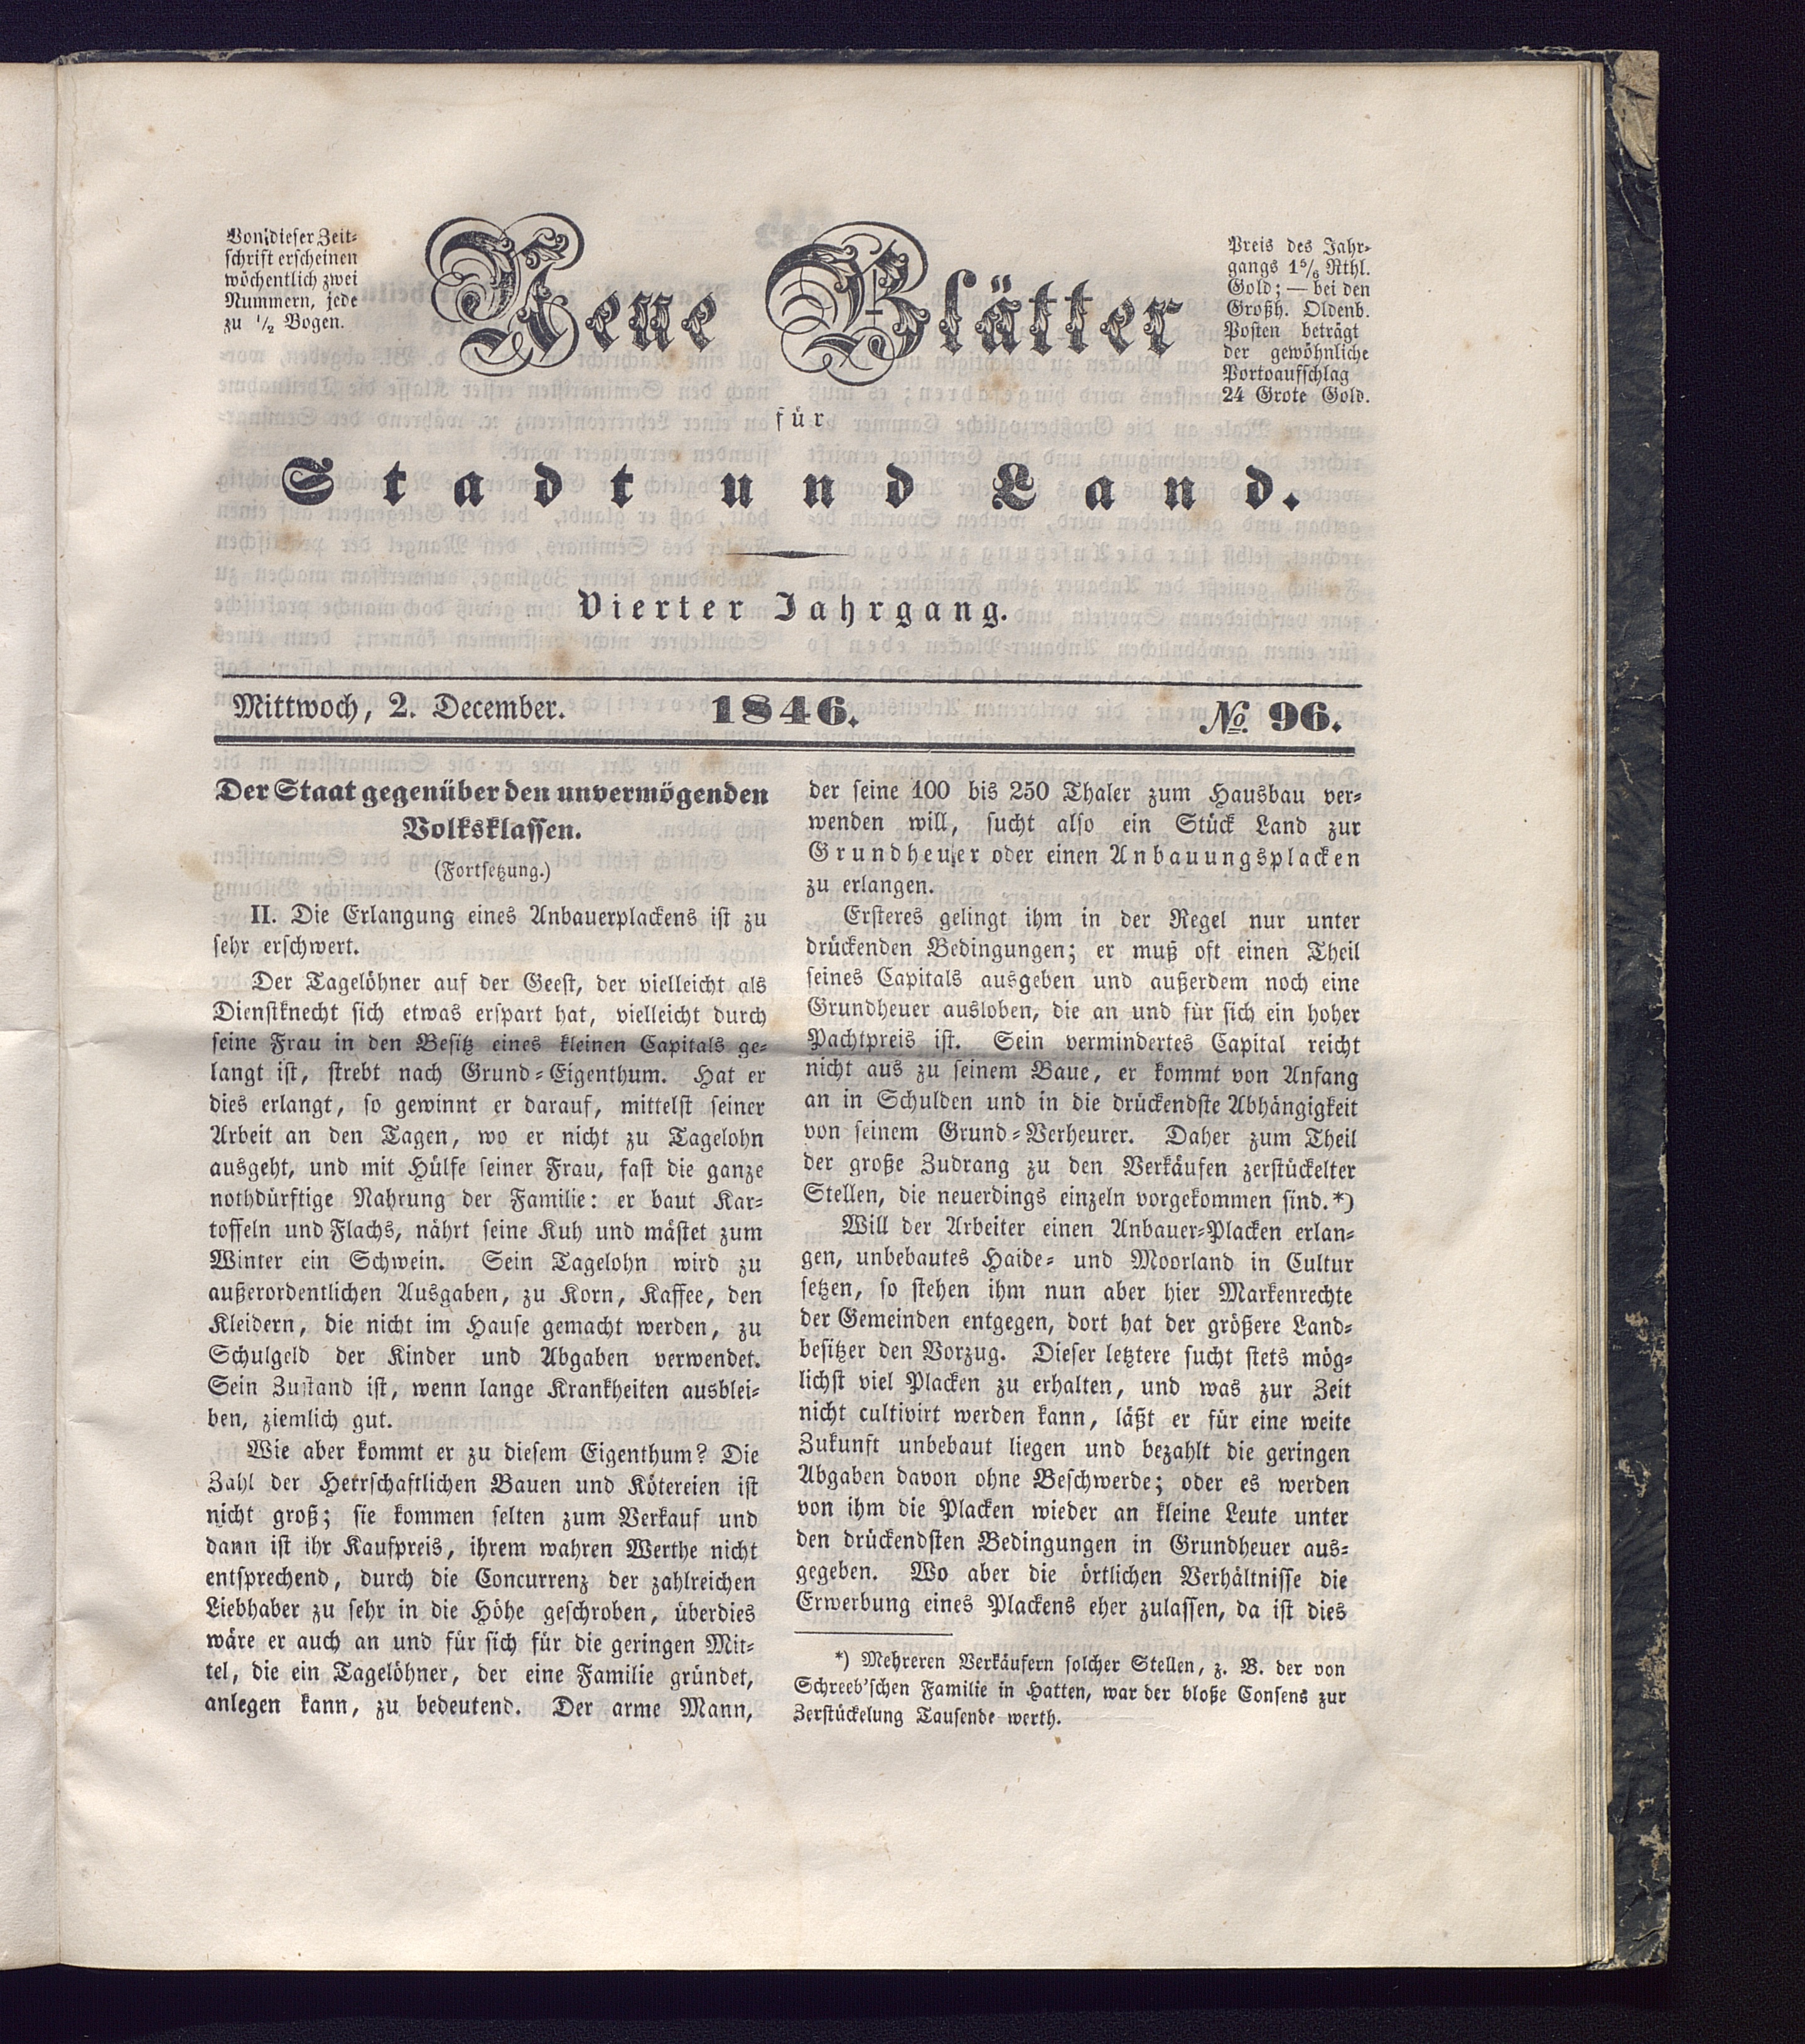 Von dieser Zeit-
schrift erscheinen
wöchentlich zwei
Nummern, jede
zu ½ Bogen.
Neue Blätter
für
Stadt und Land.
Preis des Jahr-
gangs 1⅚ Rthl.
Gold; — bei den
Großh. Oldenb.
Posten beträgt
der gewöhnliche
Portoaufschlag
24 Grote Gold.
Vierter Jahrgang.
Mittwoch, 2. December. 1846. No. 96.
Der Staat gegenüber den unvermögenden
Volksklassen.
(Fortsetzung.)
II. Die Erlangung eines Anbauerplackens ist zu
sehr erschwert.
Der Tagelöhner auf der Geest, der vielleicht als
Dienstknecht sich etwas erspart hat, vielleicht durch
seine Frau in den Besitz eines kleinen Capitals ge-
langt ist, strebt nach Grund-Eigenthum. Hat er
dies erlangt, so gewinnt er darauf, mittelst seiner
Arbeit an den Tagen, wo er nicht zu Tagelohn
ausgeht, und mit Hülfe seiner Frau, fast die ganze
nothdürftige Nahrung der Familie: er baut Kar-
toffeln und Flachs, nährt seine Kuh und mästet zum
Winter ein Schwein. Sein Tagelohn wird zu
außerordentlichen Ausgaben, zu Korn, Kaffee, den
Kleidern, die nicht im Hause gemacht werden, zu
Schulgeld der Kinder und Abgaben verwendet.
Sein Zustand ist, wenn lange Krankheiten ausblei-
ben, ziemlich gut.
Wie aber kommt er zu diesem Eigenthum? Die
Zahl der Herrschaftlichen Bauen und Kötereien ist
nicht groß; sie kommen selten zum Verkauf und
dann ist ihr Kaufpreis, ihrem wahren Werthe nicht
entsprechend, durch die Concurrenz der zahlreichen
Liebhaber zu sehr in die Höhe geschroben, überdies
wäre er auch an und für sich für die geringen Mit-
tel, die ein Tagelöhner, der eine Familie gründet,
anlegen kann, zu bedeutend. Der arme Mann,
der seine 100 bis 250 Thaler zum Hausbau ver-
wenden will, sucht also ein Stück Land zur
Grundheuer oder einen Anbauungsplacken
zu erlangen.
Ersteres gelingt ihm in der Regel nur unter
drückenden Bedingungen; er muß oft einen Theil
seines Capitals ausgeben und außerdem noch eine
Grundheuer ausloben, die an und für sich ein hoher
Pachtpreis ist. Sein vermindertes Capital reicht
nicht aus zu seinem Baue, er kommt von Anfang
an in Schulden und in die drückendste Abhängigkeit
von seinem Grund-Verheurer. Daher zum Theil
der große Zudrang zu den Verkäufen zerstückelter
Stellen, die neuerdings einzeln vorgekommen sind.*)
Will der Arbeiter einen Anbauer-Placken erlan-
gen, unbebautes Haide- und Moorland in Cultur
setzen, so stehen ihm nun aber hier Markenrechte
der Gemeinden entgegen, dort hat der größere Land-
besitzer den Vorzug. Dieser letztere sucht stets mög-
lichst viel Placken zu erhalten, und was zur Zeit
nicht cultivirt werden kann, läßt er für eine weite
Zukunft unbebaut liegen und bezahlt die geringen
Abgaben davon ohne Beschwerde; oder es werden
von ihm die Placken wieder an kleine Leute unter
den drückendsten Bedingungen in Grundheuer aus-
gegeben. Wo aber die örtlichen Verhältnisse die
Erwerbung eines Plackens eher zulassen, da ist dies
*) Mehreren Verkäufern solcher Stellen, z. B. der von
Schreeb'schen Familie in Hatten, war der bloße Consens zur
Zerstückelung Tausende werth.